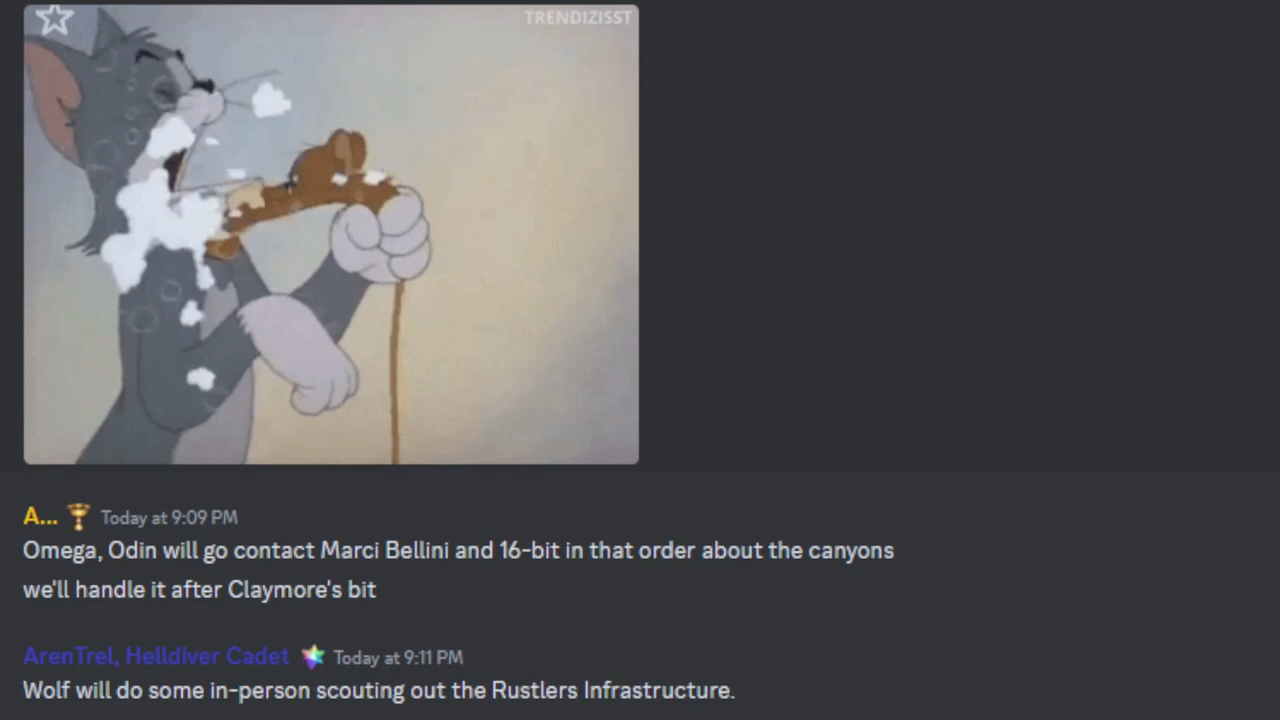 TRENDIZISST
A... Today at 9:09 PM
Omega, Odin will go contact Marci Bellini and 16-bit in that order about the canyons
we'll handle it after Claymore's bit
ArenTrel, Helldiver Cadet Today at 9:11 PM
Wolf will do some in-person scouting out the Rustlers Infrastructure.